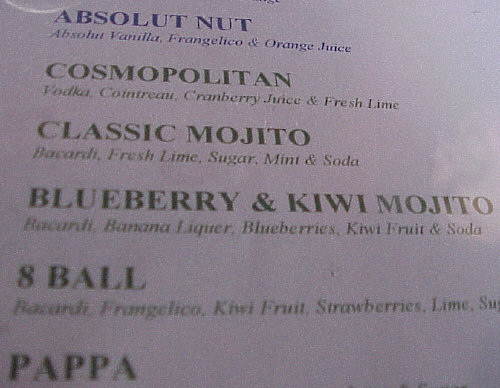 ABSOLUT NUT
Absolut Vanilla, Frangelico & Orange Juice
COSMOPOLITAN
Vodka, Cointreau, Cranberry Juice & Fresh Lime
CLASSIC MOJITO
Bacardi, Fresh Lime, Sugar, Mint & Soda
BLUEBERRY & KIWI MOJITO
Bacardi, Banana Liquer, Blueberries, Kiwi Fruit & Soda
8 BALL
Bacardi, Frangelico, Kiwi Fruit, Strawberries, Lime,
PAPPA